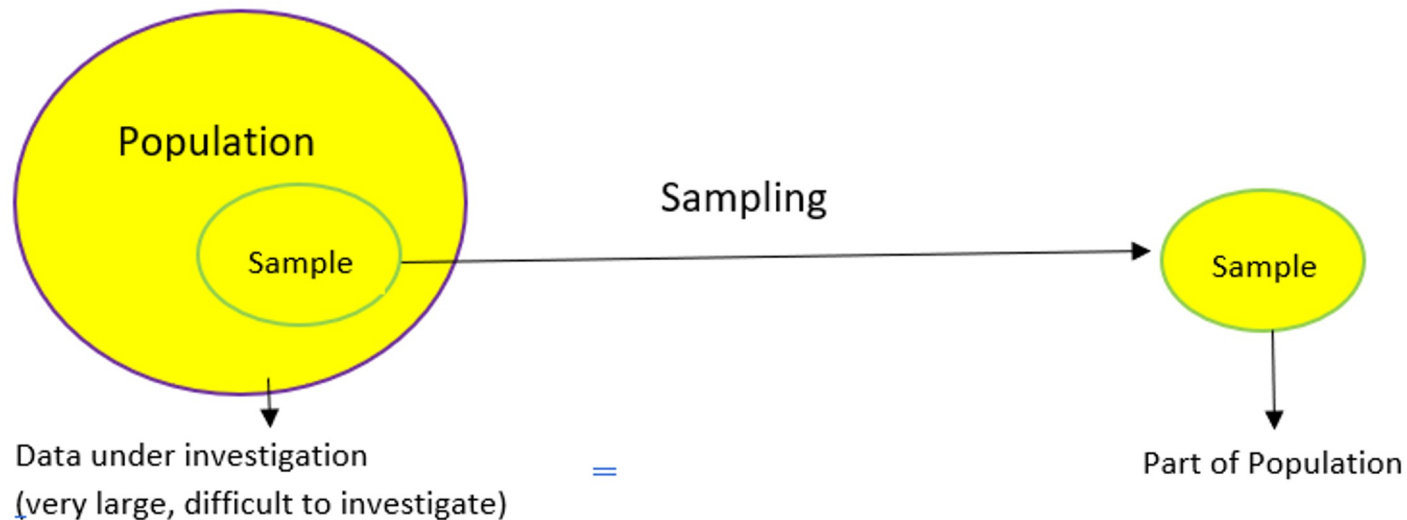 Population
Sampling
Sample
Sample
Data under investigation
(very large, difficult to investigate)
=
Part of Population